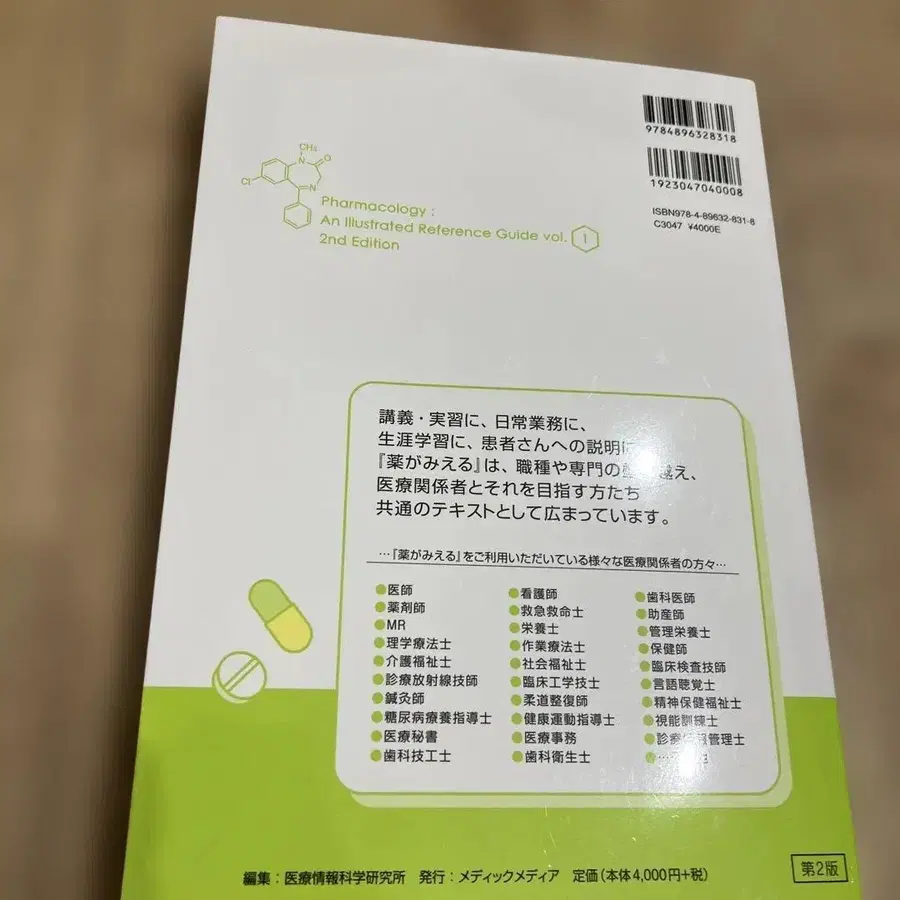 9784896328318
1923047040008
ISBN978-4-89632-831-8
C3047 ¥4000E
CH₃
N
O
Cl
N
Pharmacology :
An Illustrated Reference Guide vol. 1
2nd Edition
講義・実習に、日常業務に、
生涯学習に、患者さんへの説明に
『薬がみえる』は、職種や専門の 越え、
医療関係者とそれを目指す方たち
共通のテキストとして広まっています。
…『薬がみえる』をご利用いただいている様々な医療関係者の方々…
●医師 ●看護師 ●歯科医師
●薬剤師 ●救急救命士 ●助産師
●MR ●栄養士 ●管理栄養士
●理学療法士 ●作業療法士 ●保健師
●介護福祉士 ●社会福祉士 ●臨床検査技師
●診療放射線技師 ●臨床工学技士 ●言語聴覚士
●鍼灸師 ●柔道整復師 ●精神保健福祉士
●糖尿病療養指導士 ●健康運動指導士 ●視能訓練士
●医療秘書 ●医療事務 ●診療 管理士
●歯科技工士 ●歯科衛生士
編集：医療情報科学研究所 発行：メディックメディア 定価（本体4,000円+税）
第2版